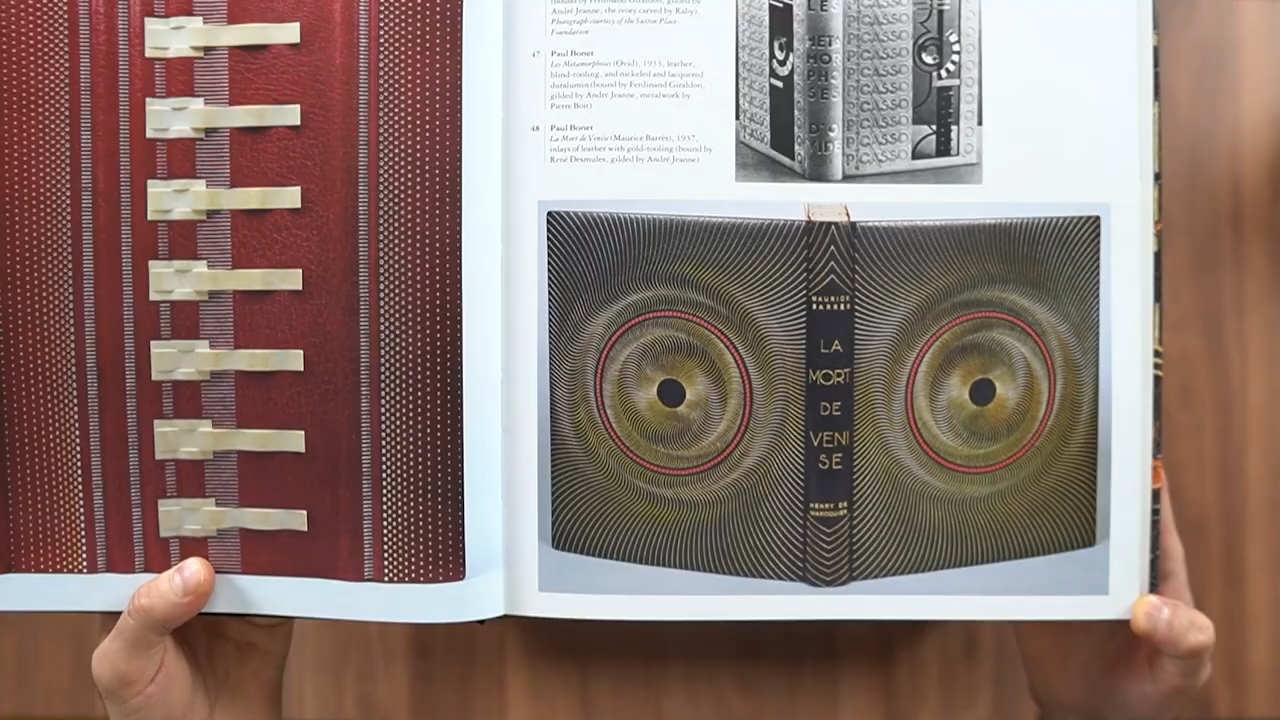 (bound by Ferdinand Giraldon, gilded by
André Jeanne, the ivory carved by Raby).
Photograph courtesy of the Sutton Place
Foundation
47 Paul Bonet
Les Métamorphoses (Ovid), 1933, leather,
blind-tooling, and nickeled and lacquered
duralumin (bound by Ferdinand Giraldon,
gilded by André Jeanne, metalwork by
Pierre Boit)
48 Paul Bonet
La Mort de Venise (Maurice Barrès), 1937,
inlays of leather with gold-tooling (bound by
René Desmules, gilded by André Jeanne)
LES
MÉTA
MOR
PHO
SES
D'O
VIDE
PICASSO
PICASSO
PICASSO
PICASSO
PICASSO
PICASSO
PICASSO
PICASSO
MAURICE
BARRÈS
LA
MORT
DE
VENI
SE
HENRY DE
WAROQUIER